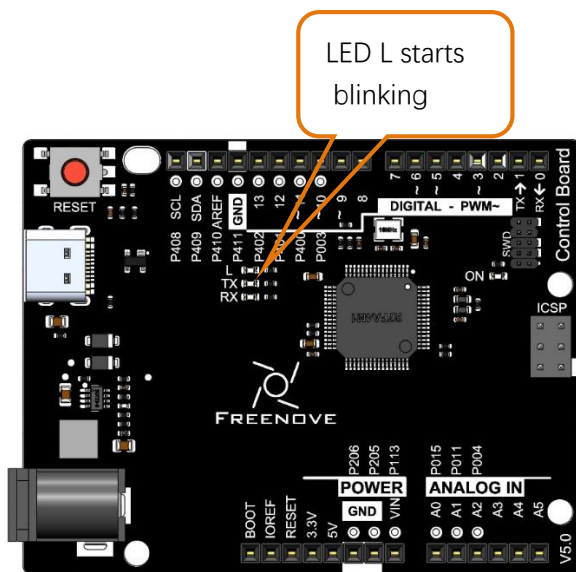 LED L starts
blinking
RESET
P408 SCL
P409 SDA
P410 AREF
P411 GND
P402 13
12
P400 ~11
P003 ~10
~9
8
7
~6
~5
4
~3
2
TX→1
RX←0
DIGITAL - PWM~
Control Board
SWD
L
TX
RX
ON
ICSP
FREENOVE
P206
P205
P113
P015
P011
P004
POWER
ANALOG IN
BOOT
IOREF
RESET
3.3V
5V
GND
VIN
A0
A1
A2
A3
A4
A5
V5.0